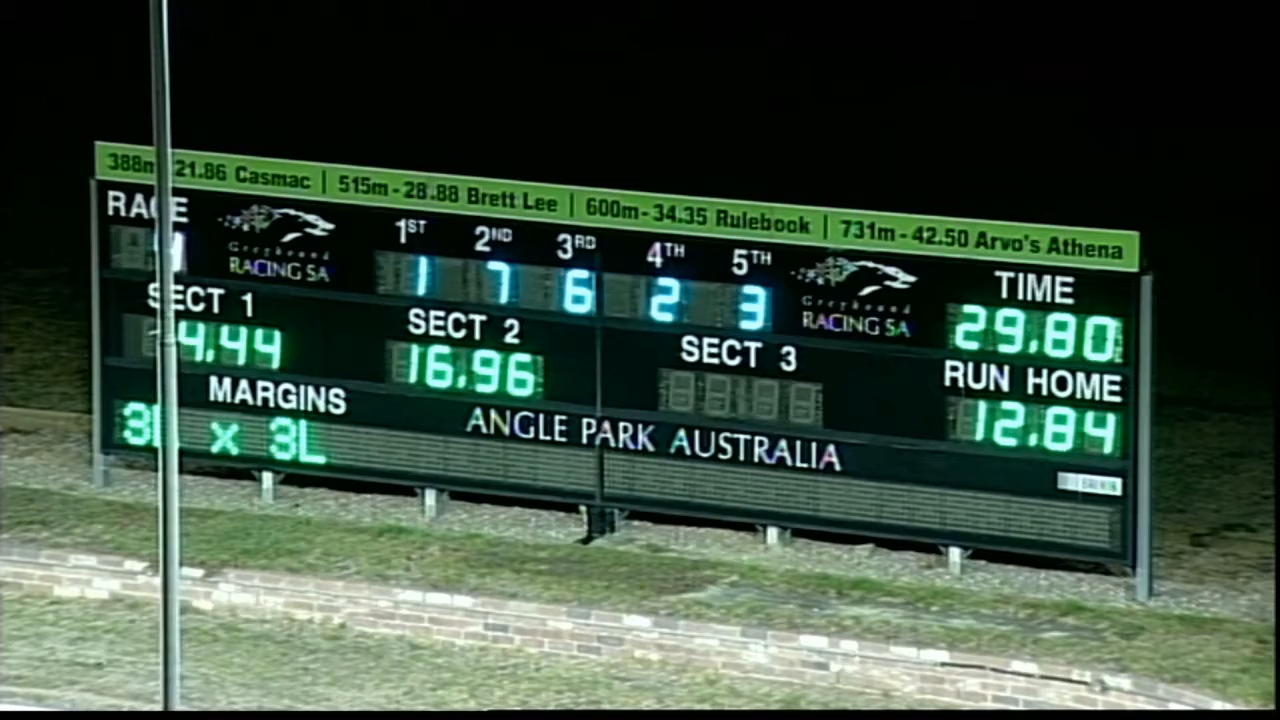 388m 21.86 Casmac | 515m - 28.88 Brett Lee | 600m - 34.35 Rulebook | 731m - 42.50 Arvo's Athena
RACE
Greyhound
RACING SA
1ST 2ND 3RD 4TH 5TH
1 7 6 2 3
Greyhound
RACING SA
TIME
29.80
SECT 1
4.44
SECT 2
16.96
SECT 3
RUN HOME
12.84
MARGINS
3L x 3L
ANGLE PARK AUSTRALIA